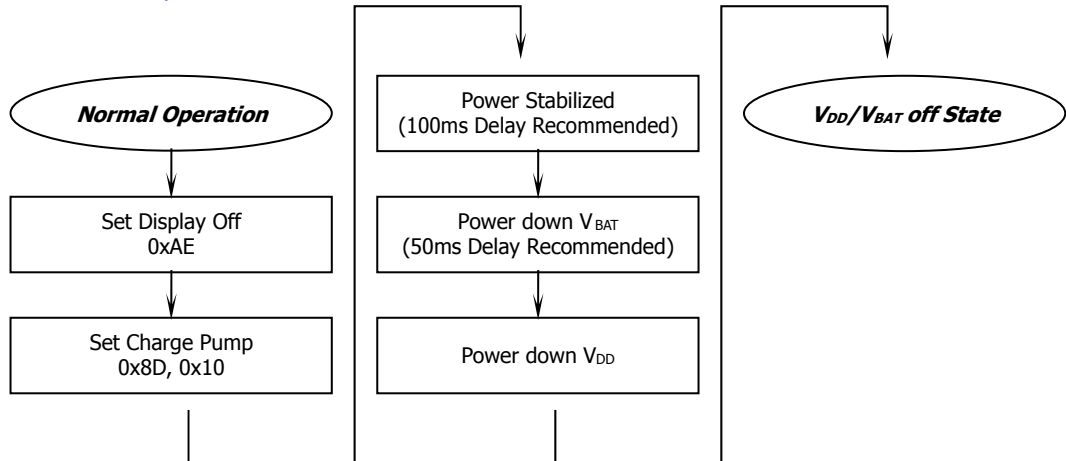 Normal Operation
Set Display Off
0xAE
Set Charge Pump
0x8D, 0x10
Power Stabilized
(100ms Delay Recommended)
Power down VBAT
(50ms Delay Recommended)
Power down VDD
VDD/VBAT off State